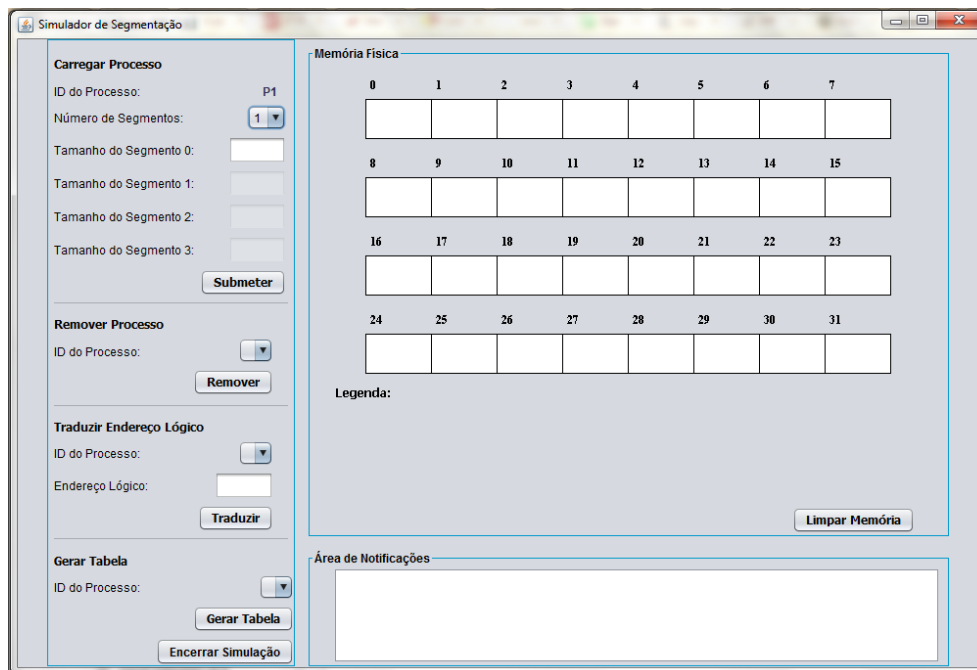 Simulador de Segmentação
Carregar Processo
ID do Processo: P1
Número de Segmentos: 1
Tamanho do Segmento 0:
Tamanho do Segmento 1:
Tamanho do Segmento 2:
Tamanho do Segmento 3:
Submeter
Remover Processo
ID do Processo:
Remover
Traduzir Endereço Lógico
ID do Processo:
Endereço Lógico:
Traduzir
Gerar Tabela
ID do Processo:
Gerar Tabela
Encerrar Simulação
Memória Física
0 1 2 3 4 5 6 7
8 9 10 11 12 13 14 15
16 17 18 19 20 21 22 23
24 25 26 27 28 29 30 31
Legenda:
Limpar Memória
Área de Notificações